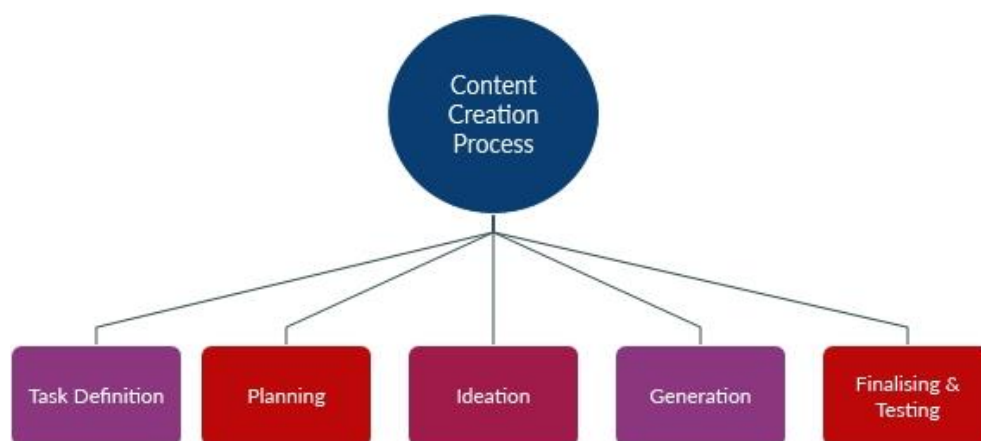 Content
Creation
Process
Task Definition
Planning
Ideation
Generation
Finalising &
Testing